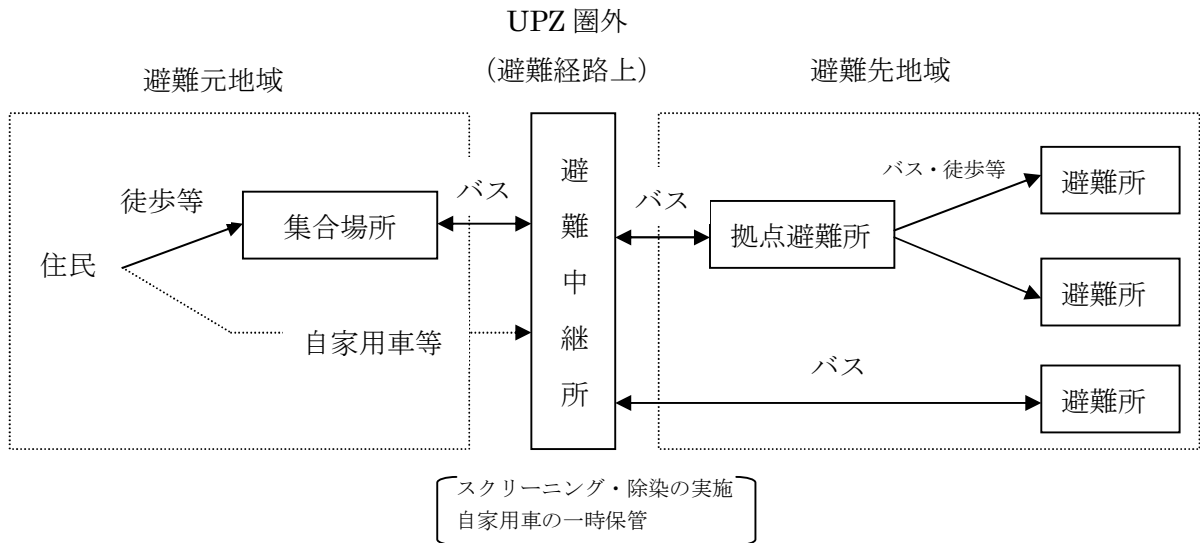 UPZ 圏外
（避難経路上）
避難元地域
避難先地域
徒歩等
住民
集合場所
バス
自家用車等
避難中継所
バス
拠点避難所
バス・徒歩等
避難所
避難所
バス
避難所
スクリーニング・除染の実施
自家用車の一時保管